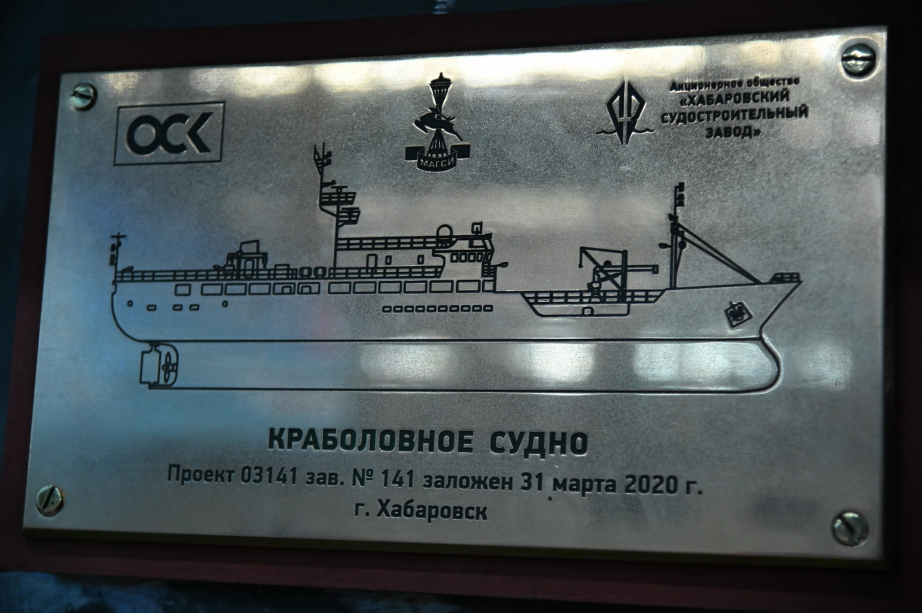 ОСК
МАГСИ
Акционерное общество
«ХАБАРОВСКИЙ
СУДОСТРОИТЕЛЬНЫЙ
ЗАВОД»
КРАБОЛОВНОЕ СУДНО
Проект 03141 зав. № 141 заложен 31 марта 2020 г.
г. Хабаровск